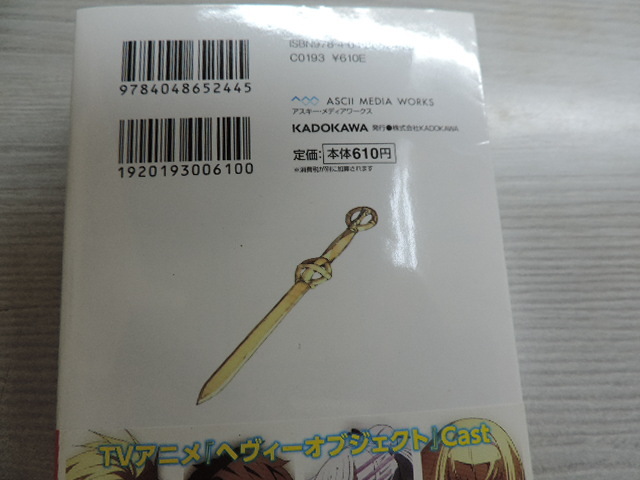 9784048652445
1920193006100
C0193 ¥610E
ASCII MEDIA WORKS
アスキー・メディアワークス
KADOKAWA 発行●株式会社KADOKAWA
定価：本体610円
※消費税が別に加算されます
TVアニメ『ヘヴィーオブジェクト』Cast